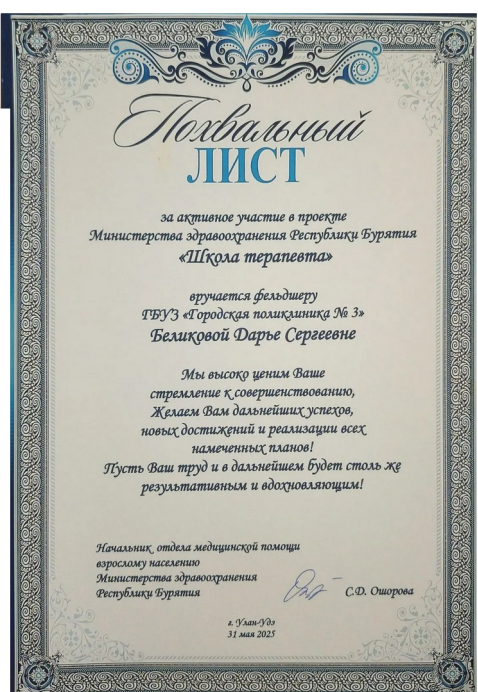 Похвальный
ЛИСТ
за активное участие в проекте
Министерства здравоохранения Республики Бурятия
«Школа терапевта»
вручается фельдшеру
ГБУЗ «Городская поликлиника № 3»
Беликовой Дарье Сергеевне
Мы высоко ценим Ваше
стремление к совершенствованию,
Желаем Вам дальнейших успехов,
новых достижений и реализации всех
намеченных планов!
Пусть Ваш труд и в дальнейшем будет столь же
результативным и вдохновляющим!
Начальник отдела медицинской помощи
взрослому населению
Министерства здравоохранения
Республики Бурятия
С.D. Ошорова
г. Улан-Удэ
31 мая 2025